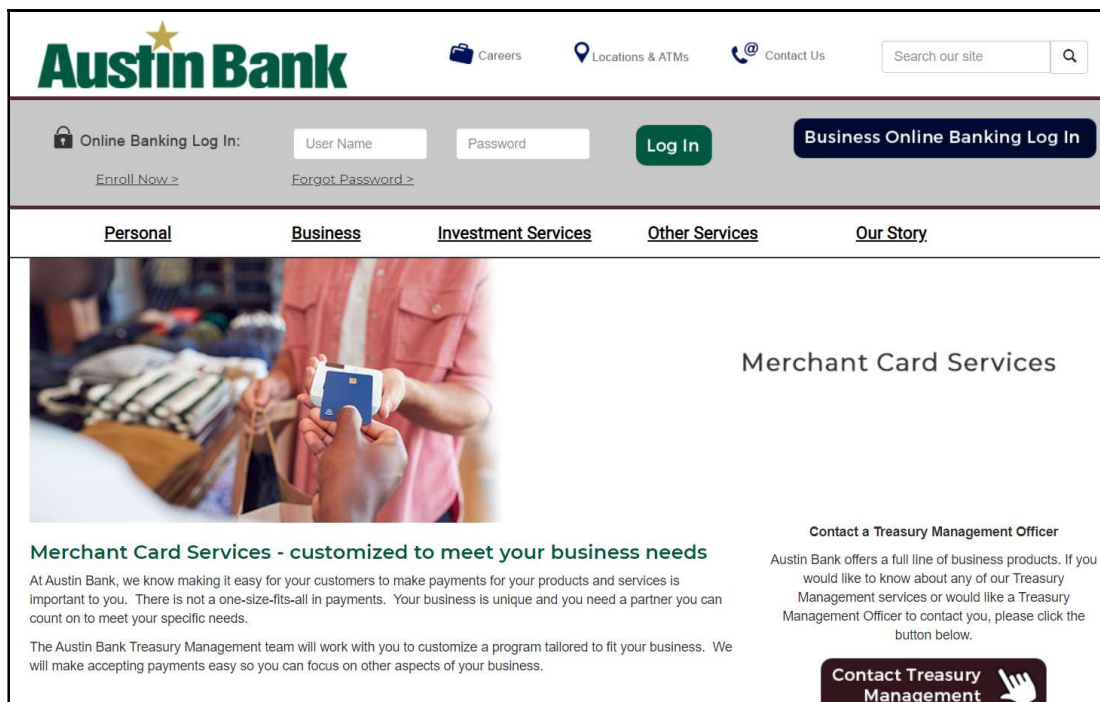 Austin Bank
Careers
Locations & ATMs
@
Contact Us
Search our site
Online Banking Log In:
User Name
Password
Log In
Business Online Banking Log In
Enroll Now >
Forgot Password >
Personal
Business
Investment Services
Other Services
Our Story
Merchant Card Services
Merchant Card Services - customized to meet your business needs
At Austin Bank, we know making it easy for your customers to make payments for your products and services is
important to you. There is not a one-size-fits-all in payments. Your business is unique and you need a partner you can
count on to meet your specific needs.
The Austin Bank Treasury Management team will work with you to customize a program tailored to fit your business. We
will make accepting payments easy so you can focus on other aspects of your business.
Contact a Treasury Management Officer
Austin Bank offers a full line of business products. If you
would like to know about any of our Treasury
Management services or would like a Treasury
Management Officer to contact you, please click the
button below.
Contact Treasury
Management